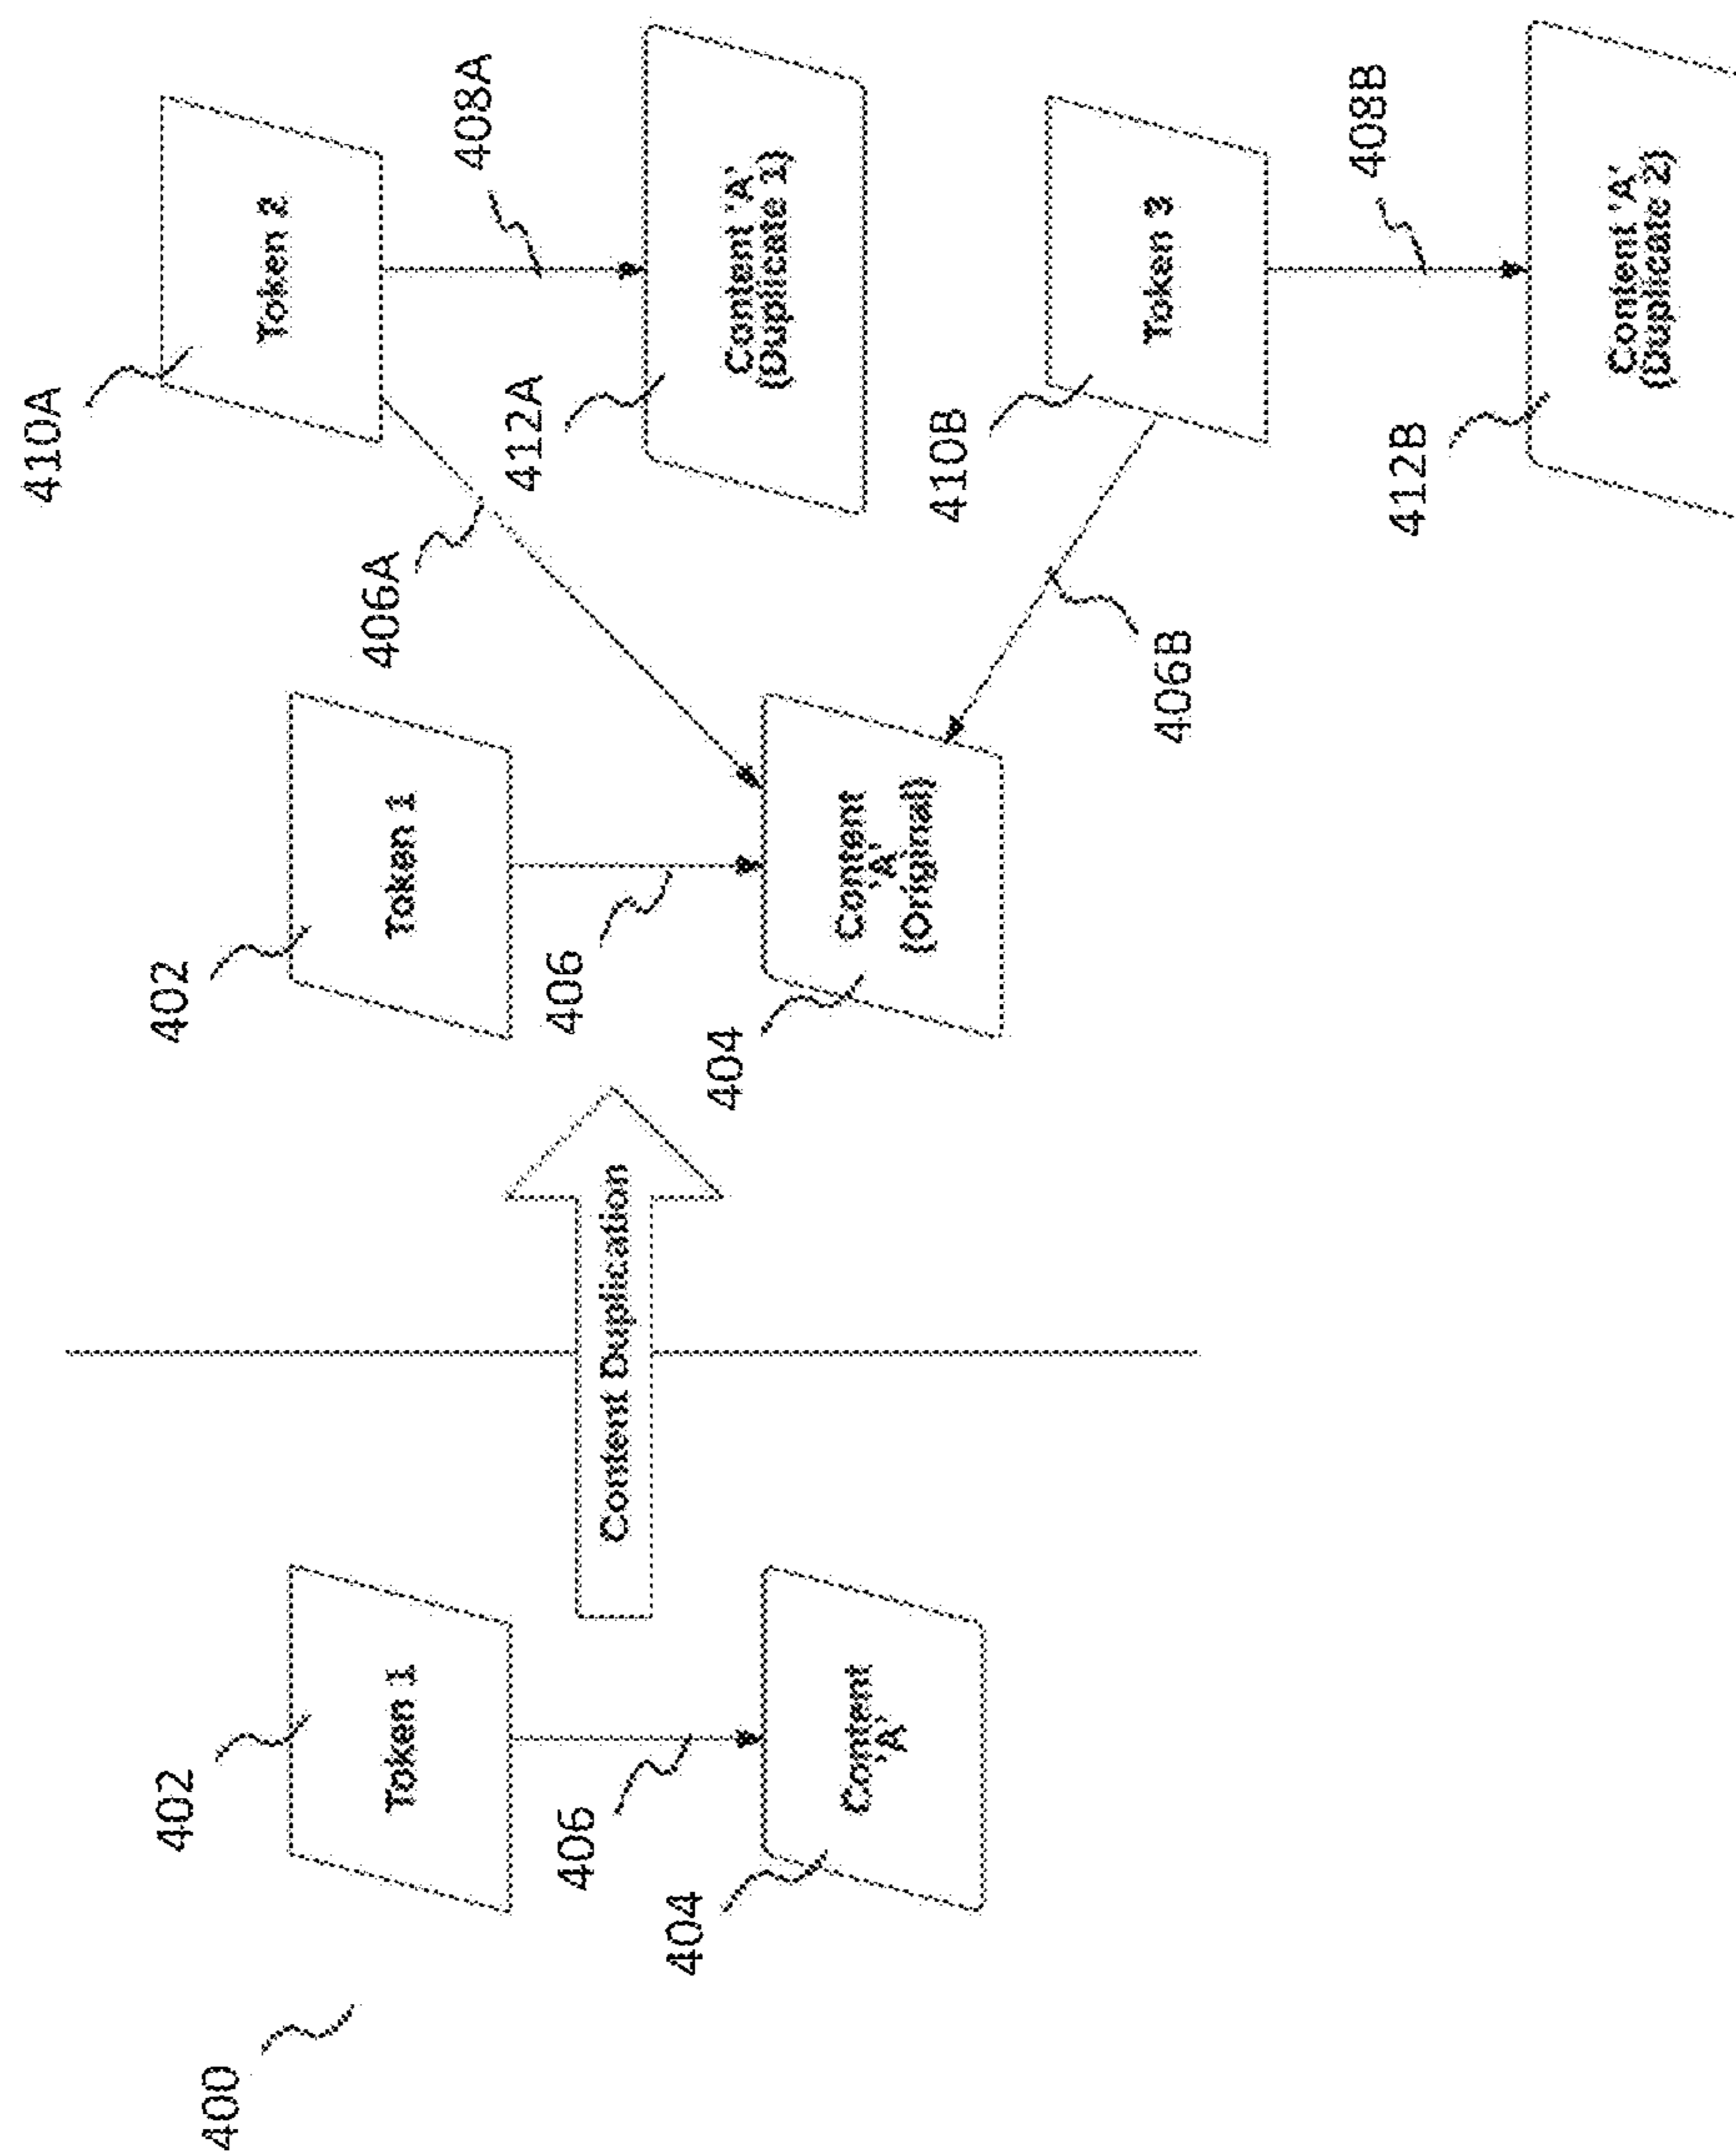 400
402
Token 1
406
404
Content
'A'
Content Duplication
402
Token 1
406
404
Content
'A'
(Original)
410A
Token 2
406A
408A
412A
Content 'A'
(Duplicate 1)
410B
Token 3
406B
408B
412B
Content 'A'
(Duplicate 2)